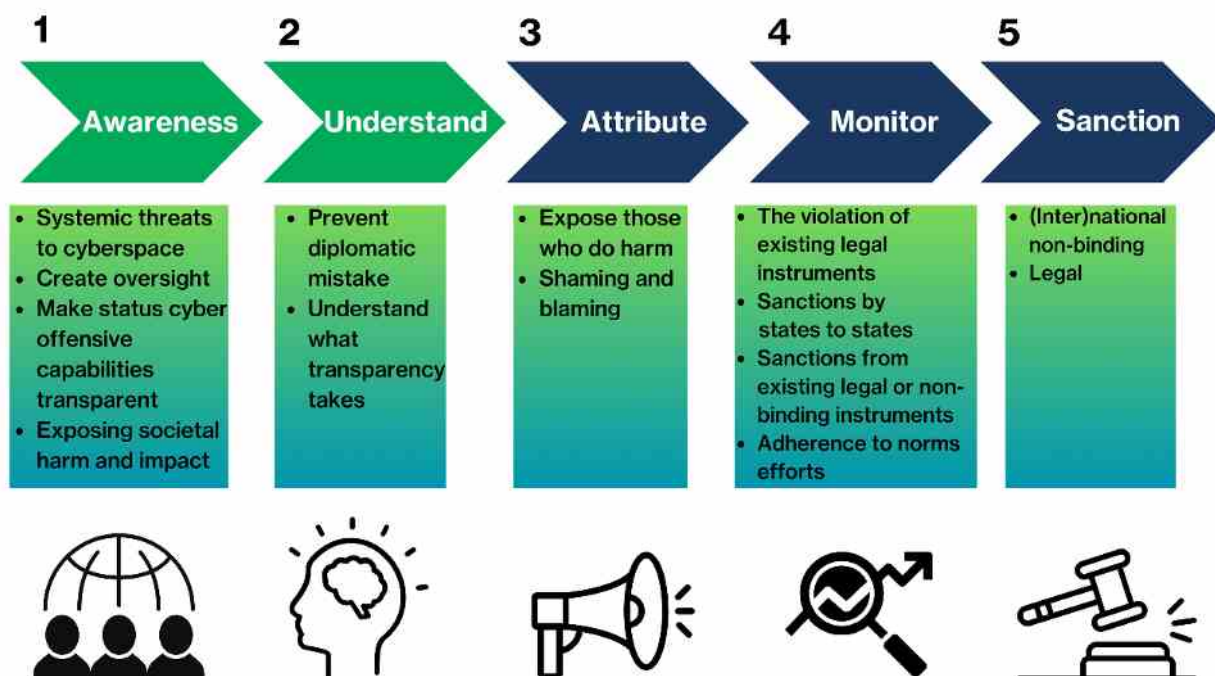 1
2
3
4
5
Awareness
Understand
Attribute
Monitor
Sanction
• Systemic threats
to cyberspace
• Create oversight
• Make status cyber
offensive
capabilities
transparent
• Exposing societal
harm and impact
• Prevent
diplomatic
mistake
• Understand
what
transparency
takes
• Expose those
who do harm
• Shaming and
blaming
• The violation of
existing legal
instruments
• Sanctions by
states to states
• Sanctions from
existing legal or non-
binding instruments
• Adherence to norms
efforts
• (Inter)national
non-binding
• Legal